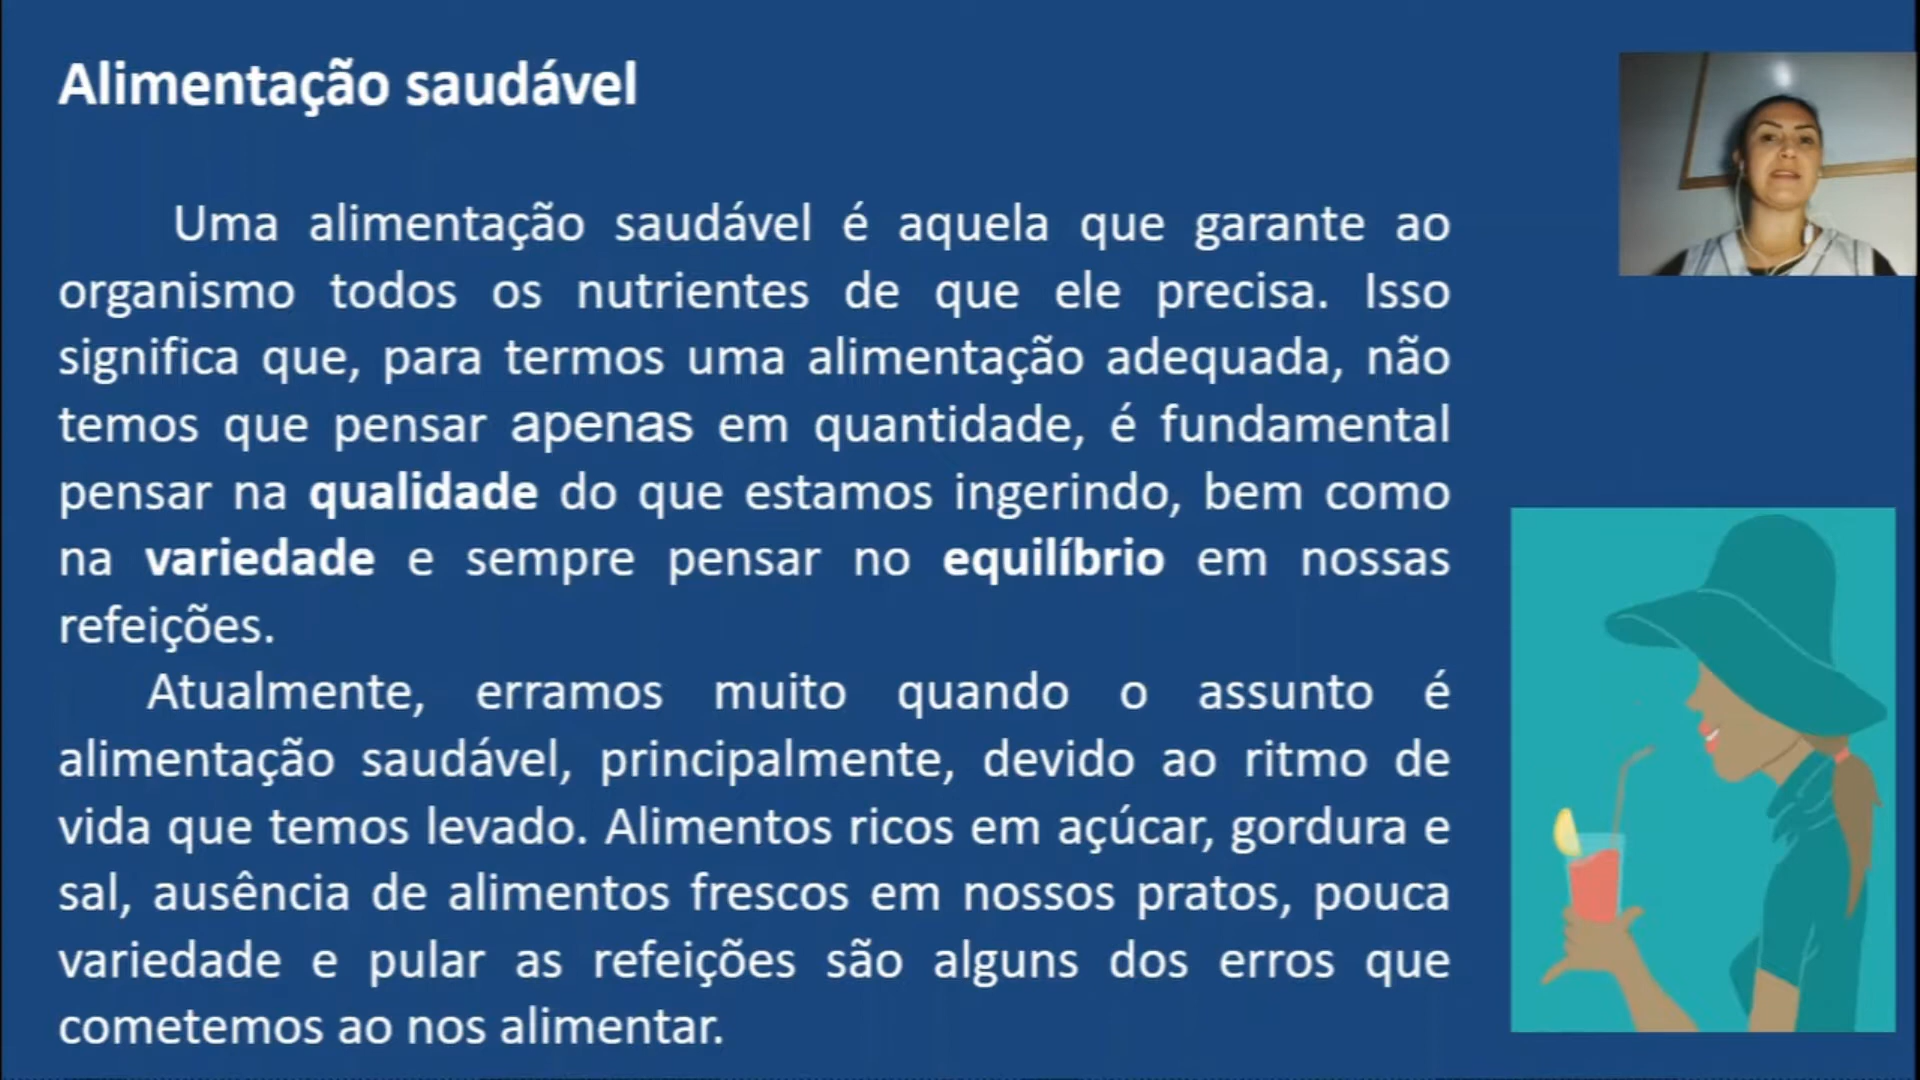 Alimentação saudável
Uma alimentação saudável é aquela que garante ao
organismo todos os nutrientes de que ele precisa. Isso
significa que, para termos uma alimentação adequada, não
temos que pensar apenas em quantidade, é fundamental
pensar na qualidade do que estamos ingerindo, bem como
na variedade e sempre pensar no equilíbrio em nossas
refeições.
Atualmente, erramos muito quando o assunto é
alimentação saudável, principalmente, devido ao ritmo de
vida que temos levado. Alimentos ricos em açúcar, gordura e
sal, ausência de alimentos frescos em nossos pratos, pouca
variedade e pular as refeições são alguns dos erros que
cometemos ao nos alimentar.